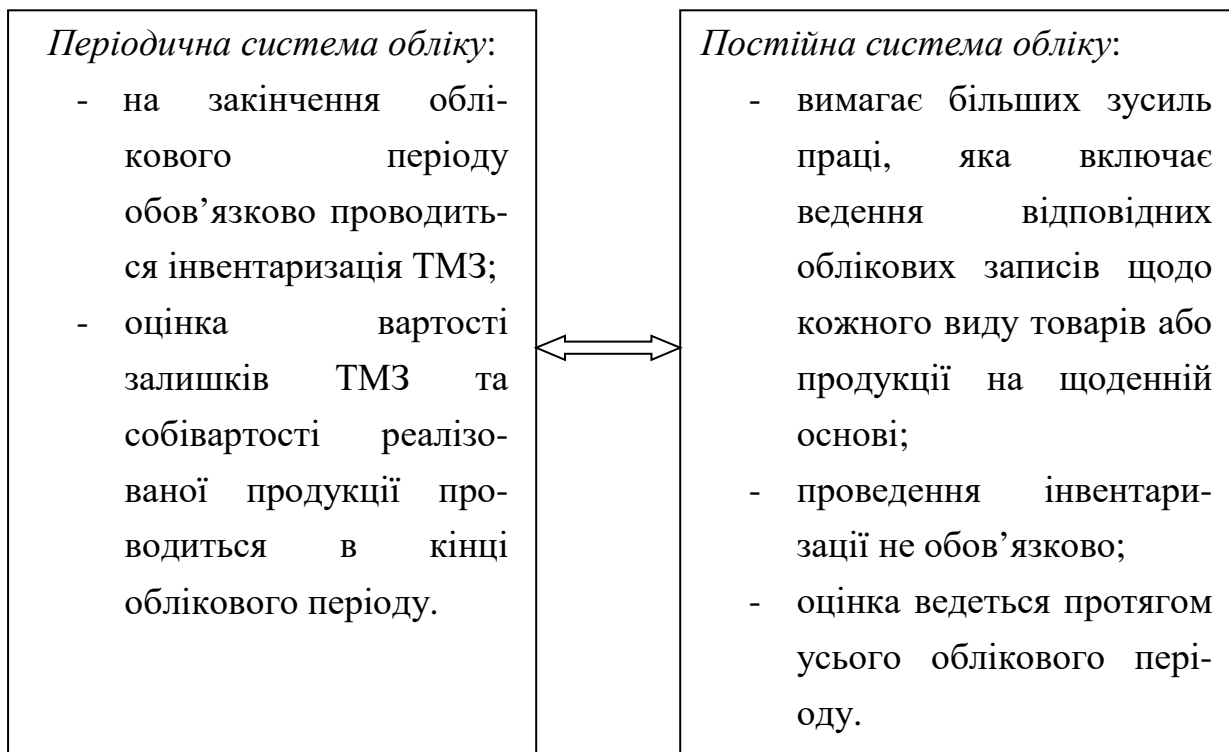 Періодична система обліку:
- на закінчення облі-
кового періоду
обов’язково проводить-
ся інвентаризація ТМЗ;
- оцінка вартості
залишків ТМЗ та
собівартості реалізо-
ваної продукції про-
водиться в кінці
облікового періоду.
Постійна система обліку:
- вимагає більших зусиль
праці, яка включає
ведення відповідних
облікових записів щодо
кожного виду товарів або
продукції на щоденній
основі;
- проведення інвентари-
зації не обов’язково;
- оцінка ведеться протягом
усього облікового пері-
оду.